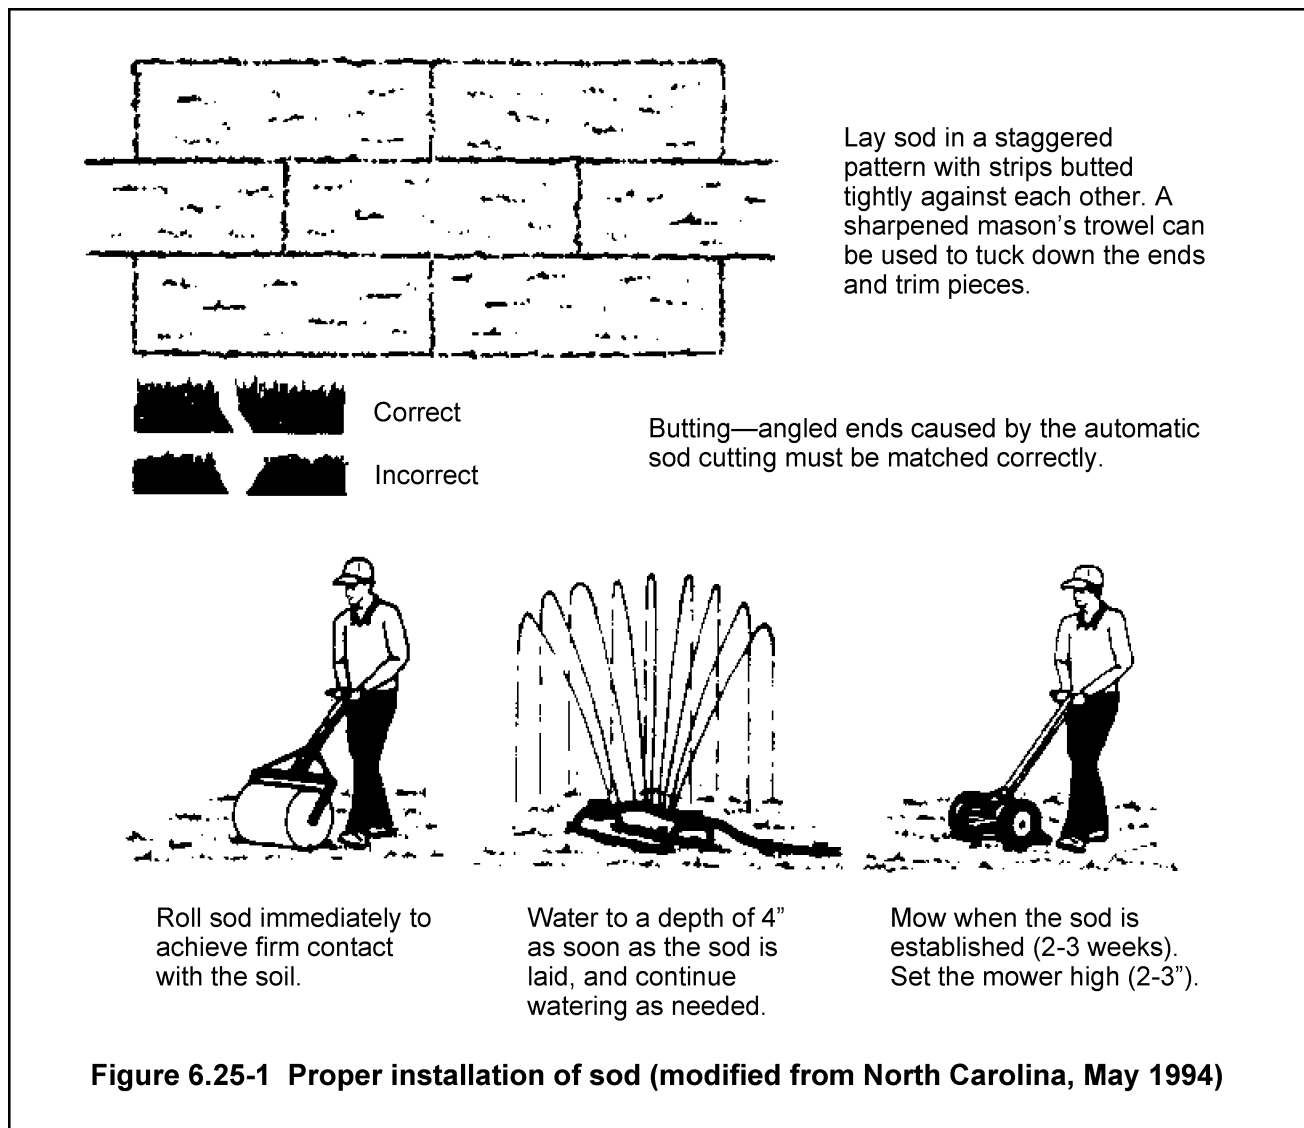 Lay sod in a staggered
pattern with strips butted
tightly against each other. A
sharpened mason’s trowel can
be used to tuck down the ends
and trim pieces.
Correct
Incorrect
Butting—angled ends caused by the automatic
sod cutting must be matched correctly.
Roll sod immediately to
achieve firm contact
with the soil.
Water to a depth of 4”
as soon as the sod is
laid, and continue
watering as needed.
Mow when the sod is
established (2-3 weeks).
Set the mower high (2-3”).
Figure 6.25-1 Proper installation of sod (modified from North Carolina, May 1994)